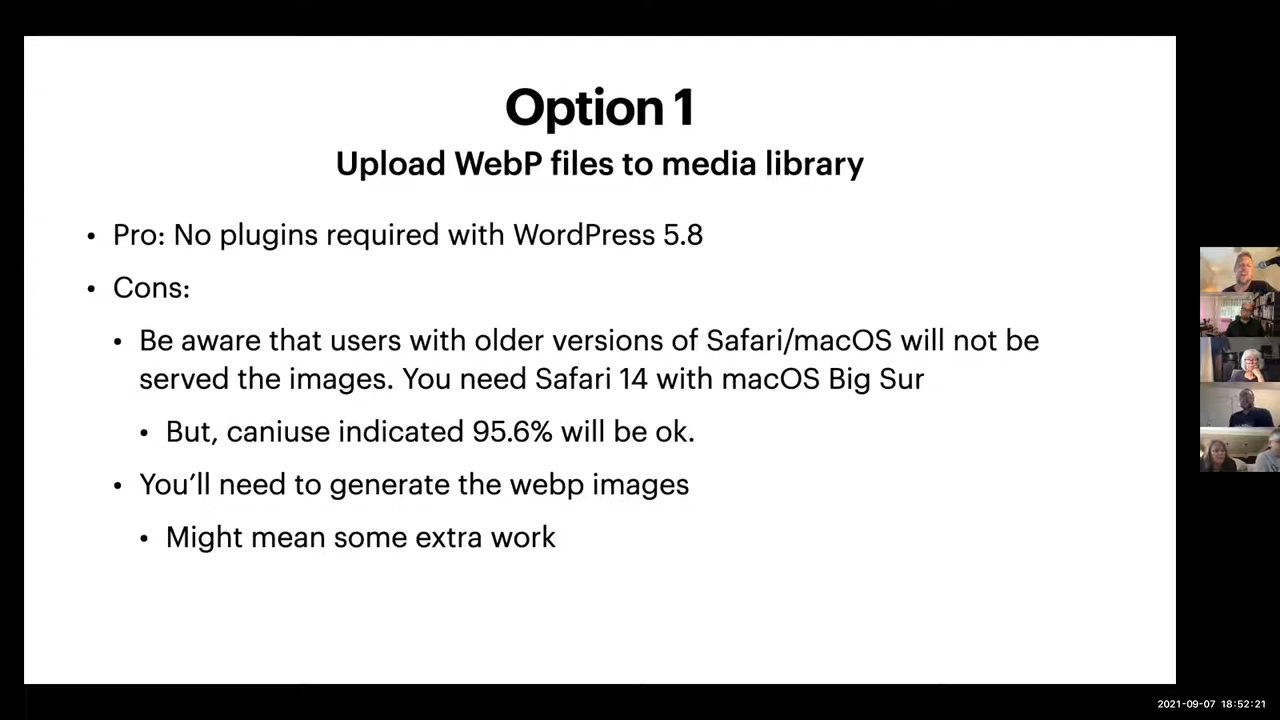 Option 1
Upload WebP files to media library
• Pro: No plugins required with WordPress 5.8
• Cons:
• Be aware that users with older versions of Safari/macOS will not be
served the images. You need Safari 14 with macOS Big Sur
• But, caniuse indicated 95.6% will be ok.
• You’ll need to generate the webp images
• Might mean some extra work
2021-09-07 18:52:21